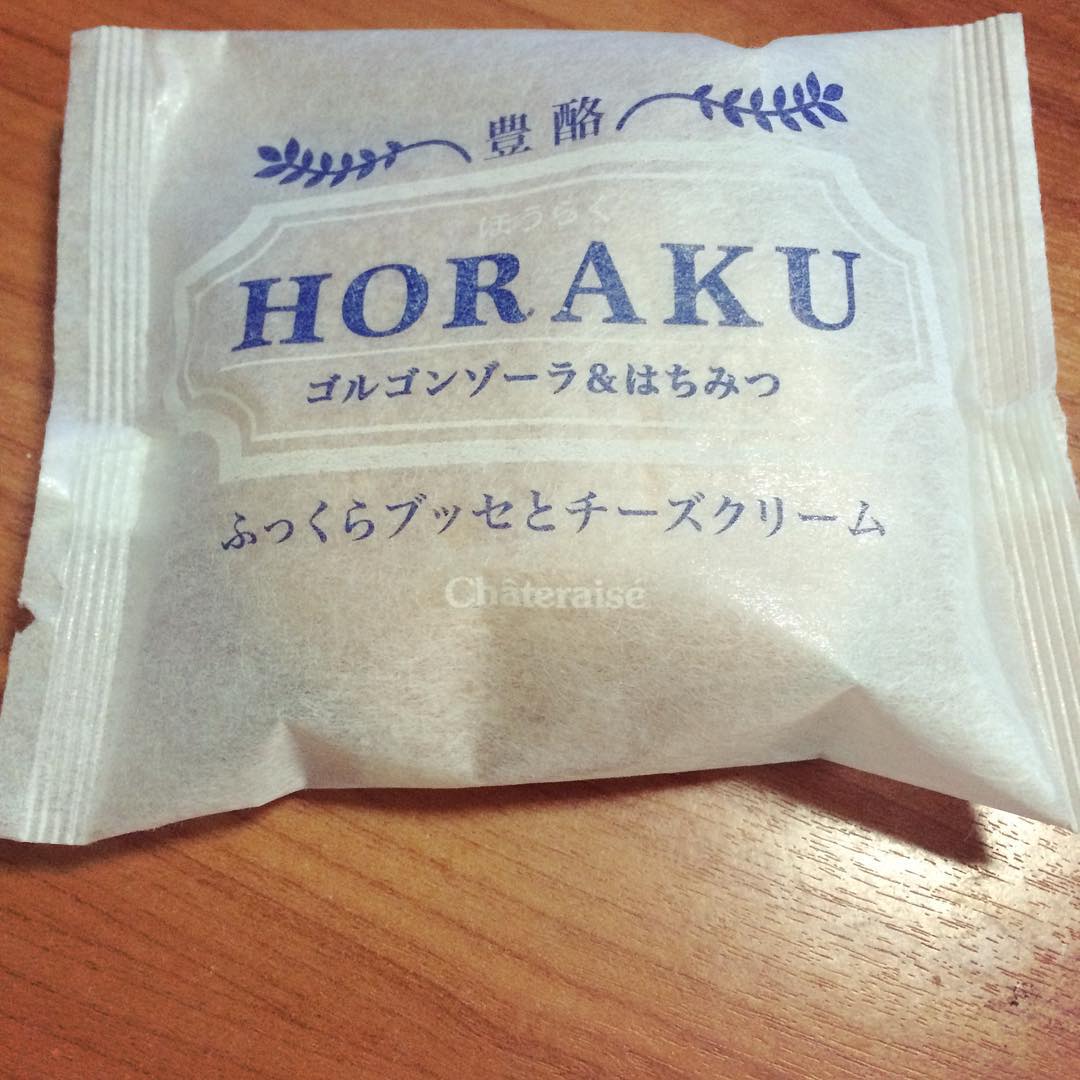 豊酪
ほうらく
HORAKU
ゴルゴンゾーラ&はちみつ
ふっくらブッセとチーズクリーム
Châteraisé